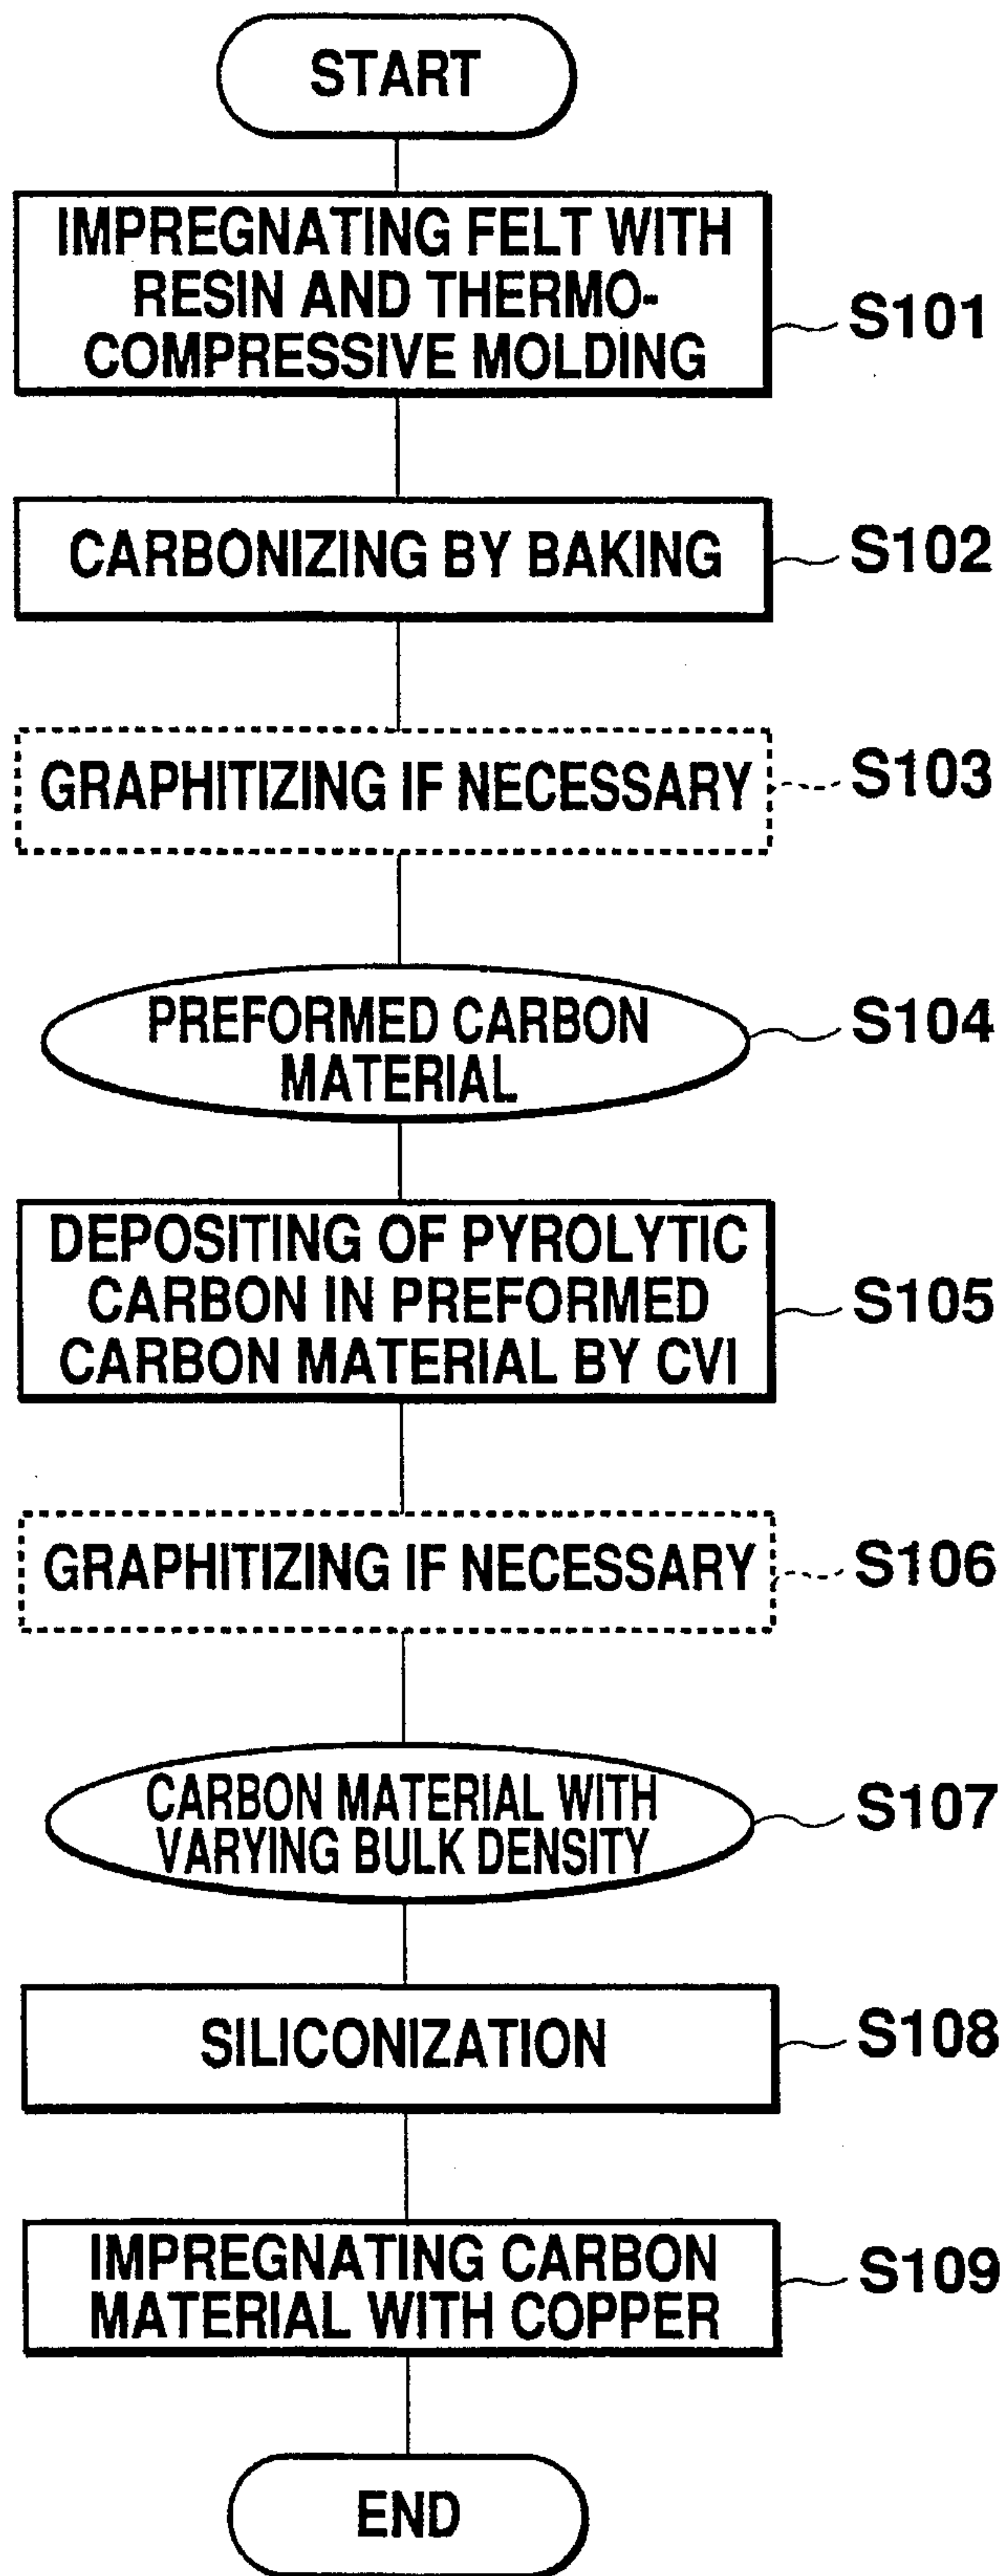 START
IMPREGNATING FELT WITH
RESIN AND THERMO-
COMPRESSIVE MOLDING
S101
CARBONIZING BY BAKING
S102
GRAPHITIZING IF NECESSARY
S103
PREFORMED CARBON
MATERIAL
S104
DEPOSITING OF PYROLYTIC
CARBON IN PREFORMED
CARBON MATERIAL BY CVI
S105
GRAPHITIZING IF NECESSARY
S106
CARBON MATERIAL WITH
VARYING BULK DENSITY
S107
SILICONIZATION
S108
IMPREGNATING CARBON
MATERIAL WITH COPPER
S109
END